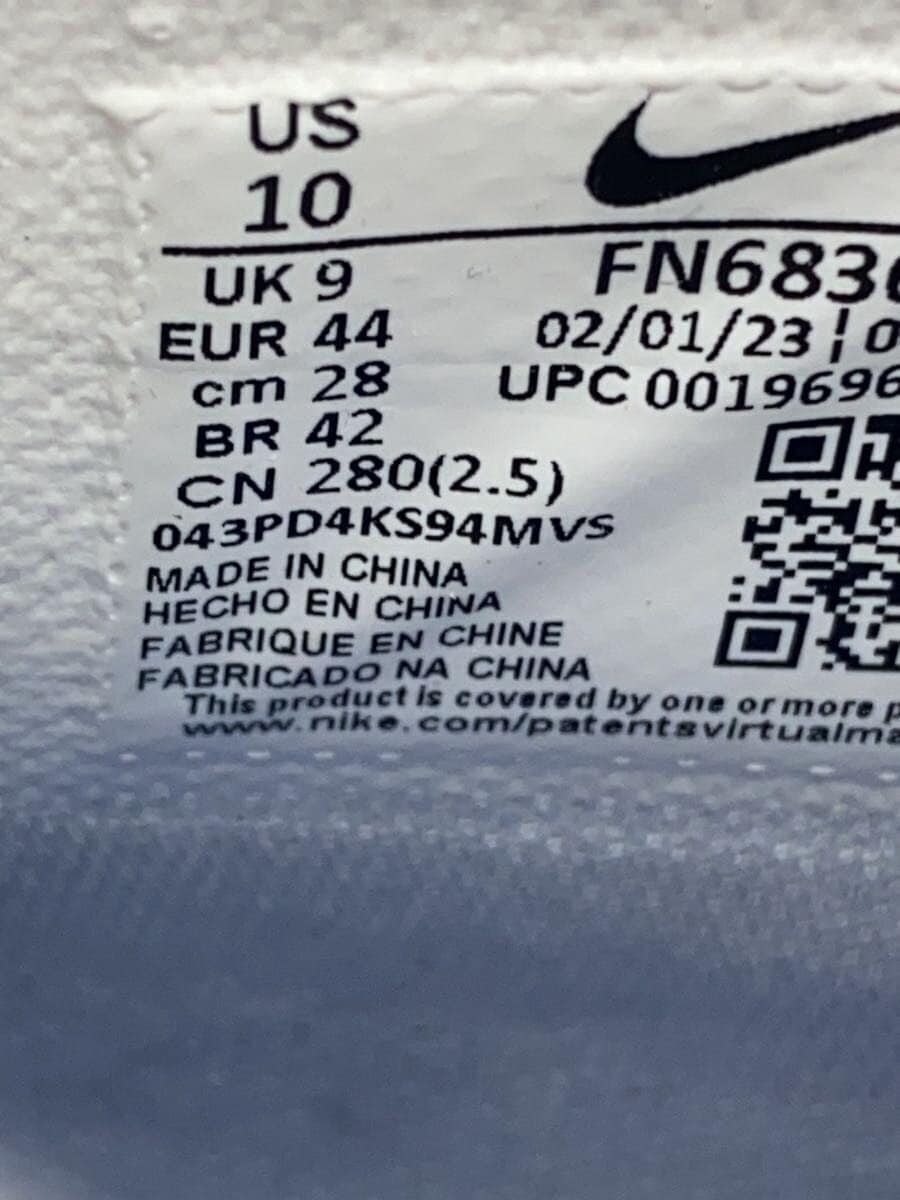 US
10
UK 9
EUR 44
cm 28
BR 42
CN 280(2.5)
FN683
02/01/23 ¦ 0
UPC 0019696
043PD4KS94MVS
MADE IN CHINA
HECHO EN CHINA
FABRIQUE EN CHINE
FABRICADO NA CHINA
This product is covered by one or more p
www.nike.com/patentsvirtualma